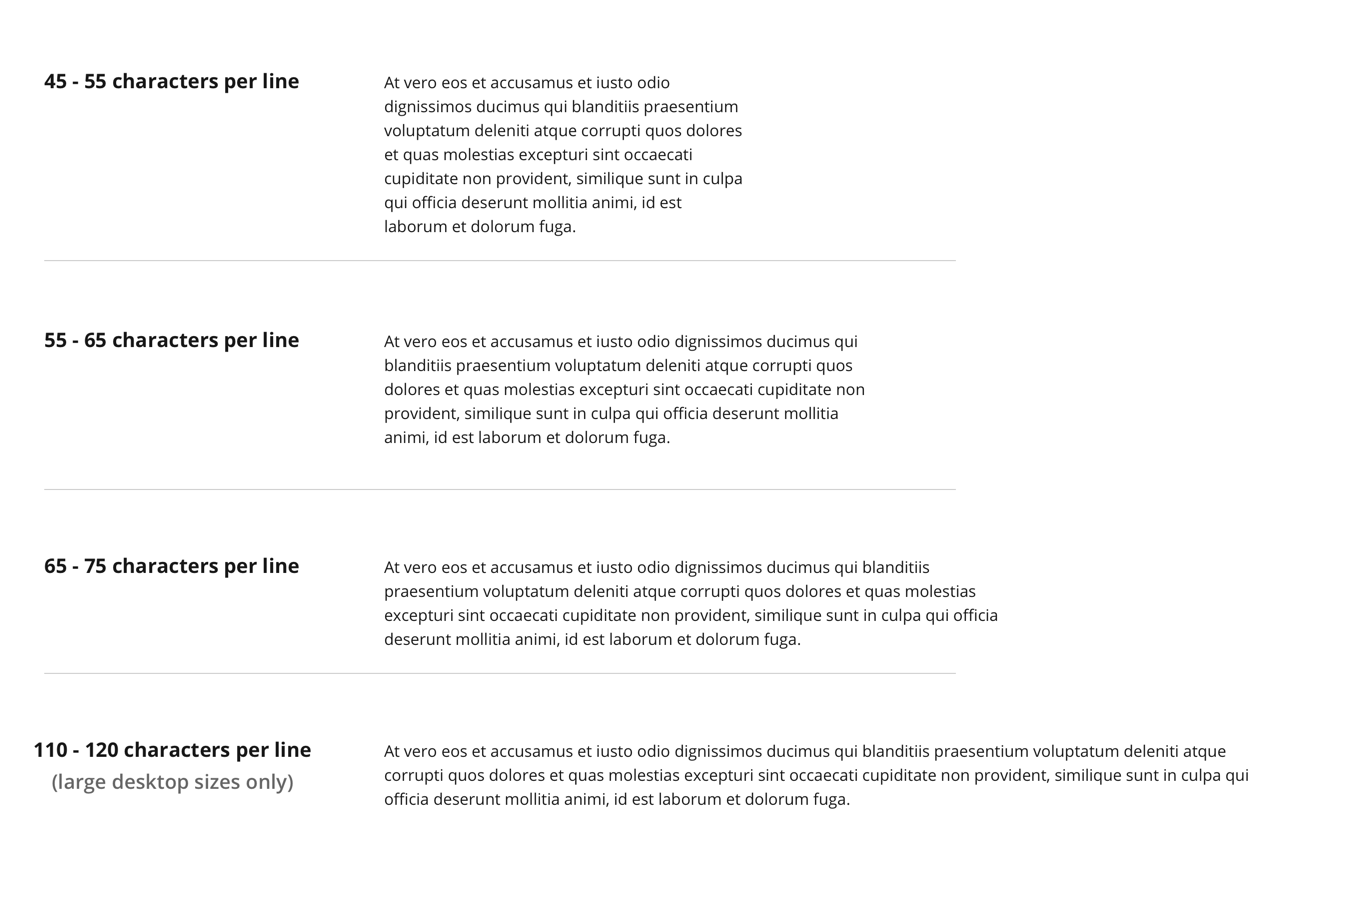 45 - 55 characters per line
At vero eos et accusamus et iusto odio
dignissimos ducimus qui blanditiis praesentium
voluptatum deleniti atque corrupti quos dolores
et quas molestias excepturi sint occaecati
cupiditate non provident, similique sunt in culpa
qui officia deserunt mollitia animi, id est
laborum et dolorum fuga.
55 - 65 characters per line
At vero eos et accusamus et iusto odio dignissimos ducimus qui
blanditiis praesentium voluptatum deleniti atque corrupti quos
dolores et quas molestias excepturi sint occaecati cupiditate non
provident, similique sunt in culpa qui officia deserunt mollitia
animi, id est laborum et dolorum fuga.
65 - 75 characters per line
At vero eos et accusamus et iusto odio dignissimos ducimus qui blanditiis
praesentium voluptatum deleniti atque corrupti quos dolores et quas molestias
excepturi sint occaecati cupiditate non provident, similique sunt in culpa qui officia
deserunt mollitia animi, id est laborum et dolorum fuga.
110 - 120 characters per line
(large desktop sizes only)
At vero eos et accusamus et iusto odio dignissimos ducimus qui blanditiis praesentium voluptatum deleniti atque
corrupti quos dolores et quas molestias excepturi sint occaecati cupiditate non provident, similique sunt in culpa qui
officia deserunt mollitia animi, id est laborum et dolorum fuga.